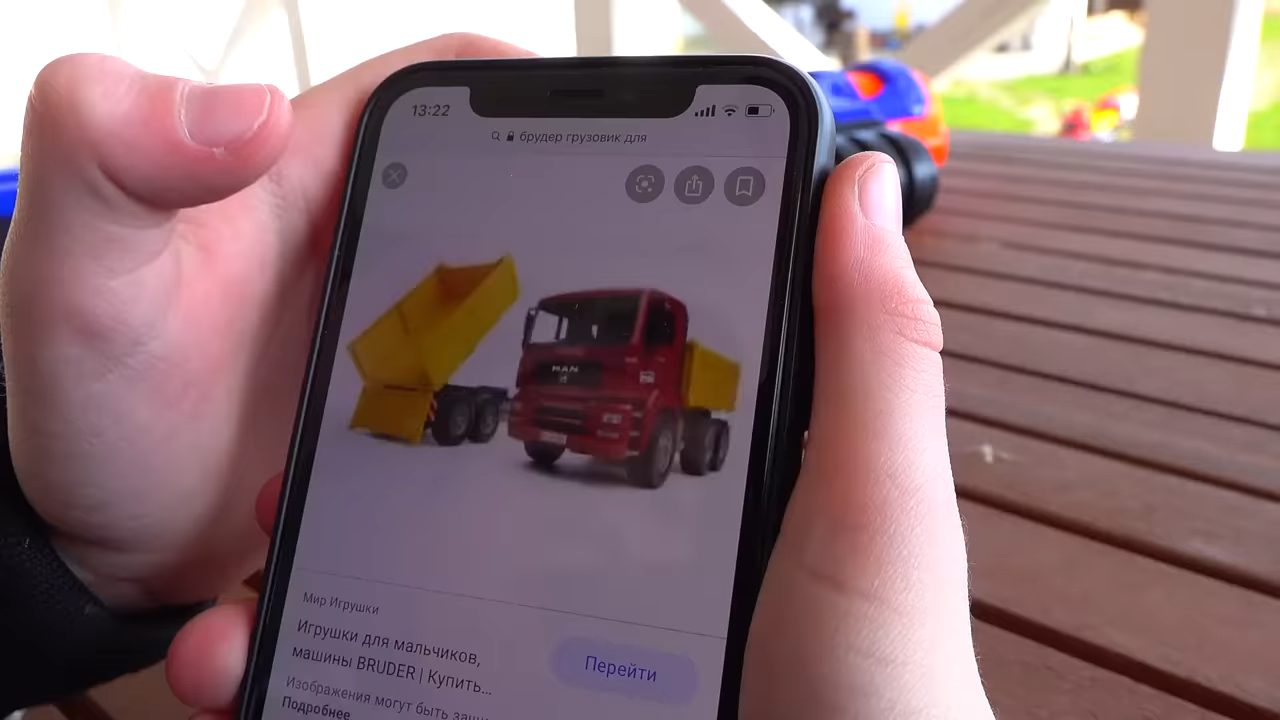 13:22
брудер грузовик для
MAN
Мир Игрушки
Игрушки для мальчиков,
машины BRUDER | Купить...
Перейти
Изображения могут быть
Подробнее